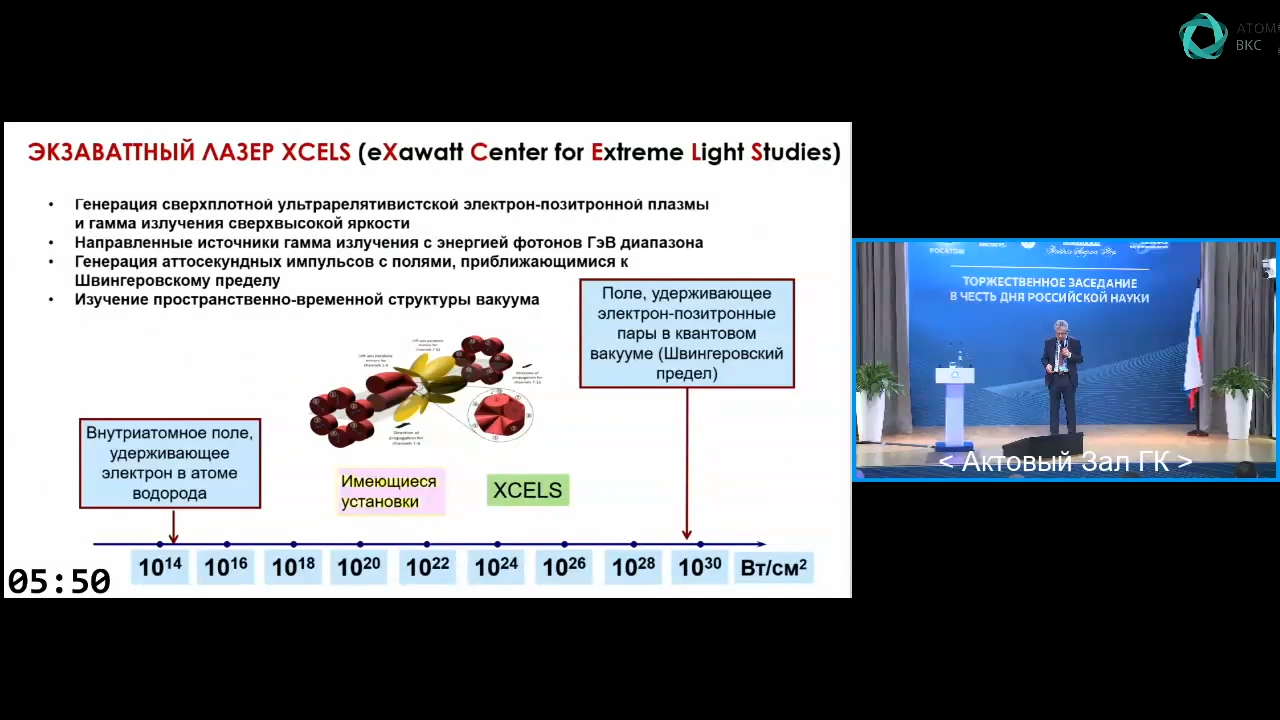 АТОМ
ВКС
ЭКЗАВАТТНЫЙ ЛАЗЕР XCELS (eXawatt Center for Extreme Light Studies)
• Генерация сверхплотной ультрарелятивистской электрон-позитронной плазмы
и гамма излучения сверхвысокой яркости
• Направленные источники гамма излучения с энергией фотонов ГэВ диапазона
• Генерация аттосекундных импульсов с полями, приближающимися к
Швингеровскому пределу
• Изучение пространственно-временной структуры вакуума
Поле, удерживающее
электрон-позитронные
пары в квантовом
вакууме (Швингеровский
предел)
Внутриатомное поле,
удерживающее
электрон в атоме
водорода
Имеющиеся
установки
XCELS
10¹⁴ 10¹⁶ 10¹⁸ 10²⁰ 10²² 10²⁴ 10²⁶ 10²⁸ 10³⁰ Вт/см²
05:50
РОСАТОМ
ТОРЖЕСТВЕННОЕ ЗАСЕДАНИЕ
В ЧЕСТЬ ДНЯ РОССИЙСКОЙ НАУКИ
< Актовый Зал ГК >